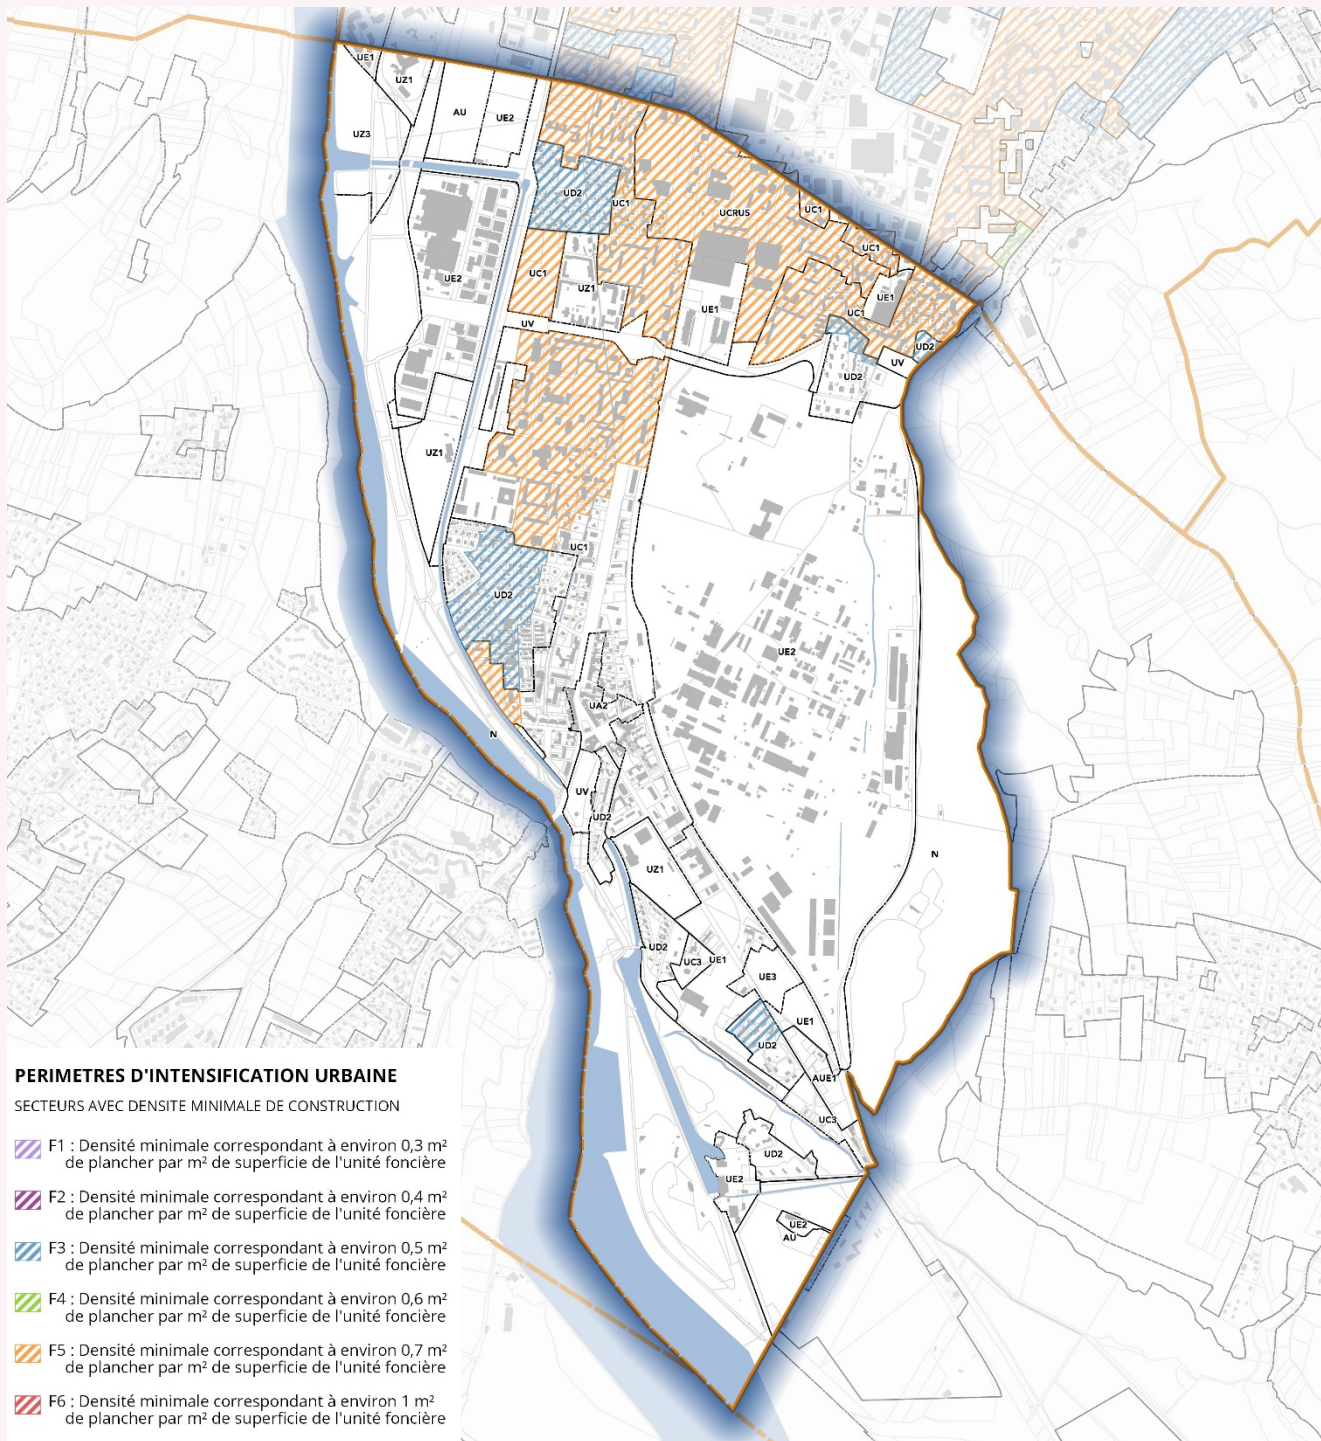 UE1
UZ1
AU
UE2
UZ3
UD2
UC1
UCRU5
UC1
UC1
UE2
UC1
UZ1
UE1
UE1
UC1
UV
UD2
UV
UD2
UZ1
UC1
UD2
UE2
UA2
N
UV
UD2
N
UZ1
UD2
UC3
UE1
UE3
UE1
UD2
AUE1
UC3
UD2
UE2
UE2
AU
PERIMETRES D'INTENSIFICATION URBAINE
SECTEURS AVEC DENSITE MINIMALE DE CONSTRUCTION
F1 : Densité minimale correspondant à environ 0,3 m²
de plancher par m² de superficie de l'unité foncière
F2 : Densité minimale correspondant à environ 0,4 m²
de plancher par m² de superficie de l'unité foncière
F3 : Densité minimale correspondant à environ 0,5 m²
de plancher par m² de superficie de l'unité foncière
F4 : Densité minimale correspondant à environ 0,6 m²
de plancher par m² de superficie de l'unité foncière
F5 : Densité minimale correspondant à environ 0,7 m²
de plancher par m² de superficie de l'unité foncière
F6 : Densité minimale correspondant à environ 1 m²
de plancher par m² de superficie de l'unité foncière